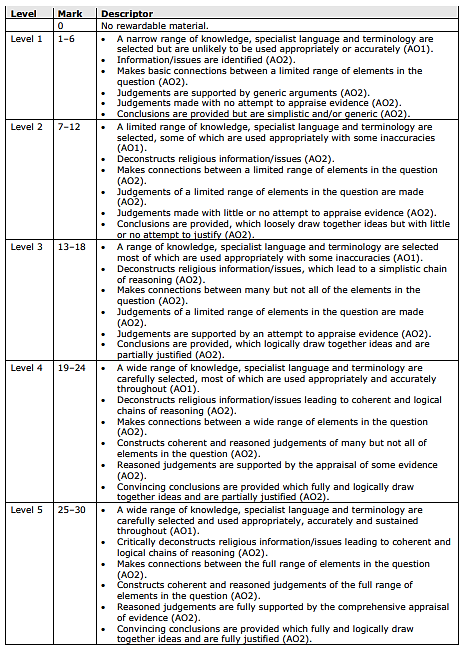 Level Mark Descriptor
0 No rewardable material.
Level 1 1–6 • A narrow range of knowledge, specialist language and terminology are
selected but are unlikely to be used appropriately or accurately (AO1).
• Information/issues are identified (AO2).
• Makes basic connections between a limited range of elements in the
question (AO2).
• Judgements are supported by generic arguments (AO2).
• Judgements made with no attempt to appraise evidence (AO2).
• Conclusions are provided but are simplistic and/or generic (AO2).
Level 2 7–12 • A limited range of knowledge, specialist language and terminology are
selected, some of which are used appropriately with some inaccuracies
(AO1).
• Deconstructs religious information/issues (AO2).
• Makes connections between a limited range of elements in the question
(AO2).
• Judgements of a limited range of elements in the question are made
(AO2).
• Judgements made with little or no attempt to appraise evidence (AO2).
• Conclusions are provided, which loosely draw together ideas but with little
or no attempt to justify (AO2).
Level 3 13–18 • A range of knowledge, specialist language and terminology are selected
most of which are used appropriately with some inaccuracies (AO1).
• Deconstructs religious information/issues, which lead to a simplistic chain
of reasoning (AO2).
• Makes connections between many but not all of the elements in the
question (AO2).
• Judgements of a limited range of elements in the question are made
(AO2).
• Judgements are supported by an attempt to appraise evidence (AO2).
• Conclusions are provided, which logically draw together ideas and are
partially justified (AO2).
Level 4 19–24 • A wide range of knowledge, specialist language and terminology are
carefully selected, most of which are used appropriately and accurately
throughout (AO1).
• Deconstructs religious information/issues leading to coherent and logical
chains of reasoning (AO2).
• Makes connections between a wide range of elements in the question
(AO2).
• Constructs coherent and reasoned judgements of many but not all of
elements in the question (AO2).
• Reasoned judgements are supported by the appraisal of some evidence
(AO2).
• Convincing conclusions are provided which fully and logically draw
together ideas and are partially justified (AO2).
Level 5 25–30 • A wide range of knowledge, specialist language and terminology are
carefully selected and used appropriately, accurately and sustained
throughout (AO1).
• Critically deconstructs religious information/issues leading to coherent and
logical chains of reasoning (AO2).
• Makes connections between the full range of elements in the question
(AO2).
• Constructs coherent and reasoned judgements of the full range of
elements in the question (AO2).
• Reasoned judgements are fully supported by the comprehensive appraisal
of evidence (AO2).
• Convincing conclusions are provided which fully and logically draw
together ideas and are fully justified (AO2).